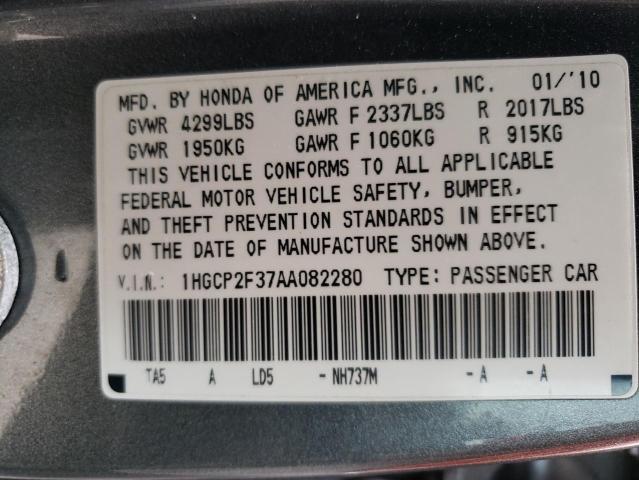 MFD. BY HONDA OF AMERICA MFG., INC. 01/'10
GVWR 4299LBS GAWR F 2337LBS R 2017LBS
GVWR 1950KG GAWR F 1060KG R 915KG
THIS VEHICLE CONFORMS TO ALL APPLICABLE
FEDERAL MOTOR VEHICLE SAFETY, BUMPER,
AND THEFT PREVENTION STANDARDS IN EFFECT
ON THE DATE OF MANUFACTURE SHOWN ABOVE.
V.I.N.: 1HGCP2F37AA082280 TYPE: PASSENGER CAR
TA5 A LD5 - NH737M - A - A